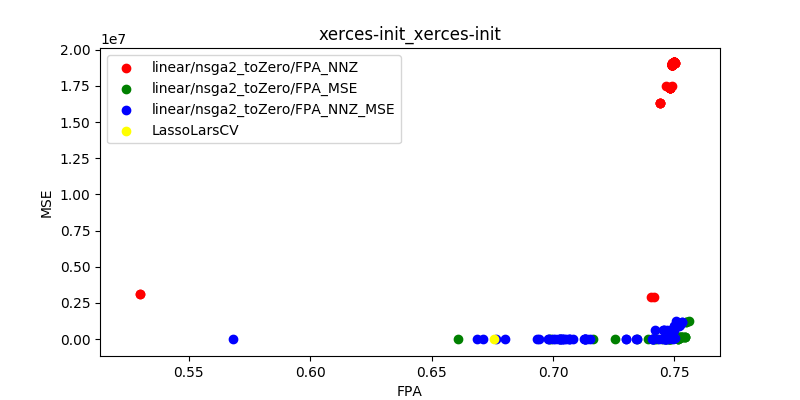 xerces-init_xerces-init
1e7
2.00
1.75
1.50
1.25
1.00
0.75
0.50
0.25
0.00
MSE
linear/nsga2_toZero/FPA_NNZ
linear/nsga2_toZero/FPA_MSE
linear/nsga2_toZero/FPA_NNZ_MSE
LassoLarsCV
0.55 0.60 0.65 0.70 0.75
FPA